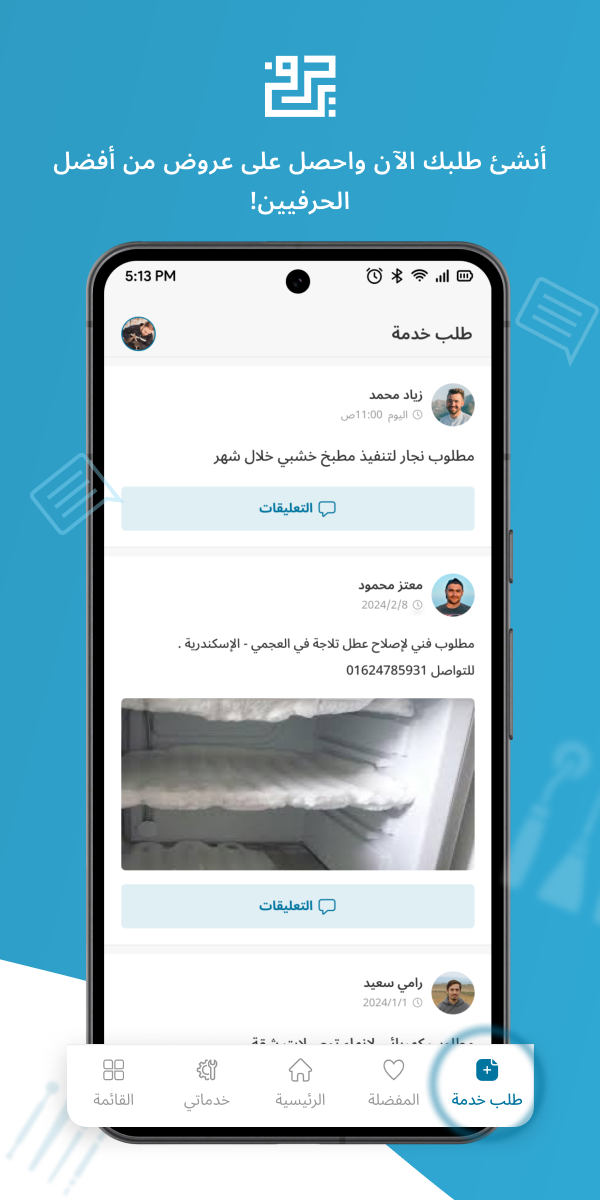 حرف
أنشئ طلبك الآن واحصل على عروض من أفضل
الحرفيين!
5:13 PM
طلب خدمة
زياد محمد
اليوم 11:00ص
مطلوب نجار لتنفيذ مطبخ خشبي خلال شهر
التعليقات
معتز محمود
2024/2/8
مطلوب فني لإصلاح عطل تلاجة في العجمي - الإسكندرية .
للتواصل 01624785931
التعليقات
رامي سعيد
2024/1/1
طلب خدمة
المفضلة
الرئيسية
خدماتي
القائمة